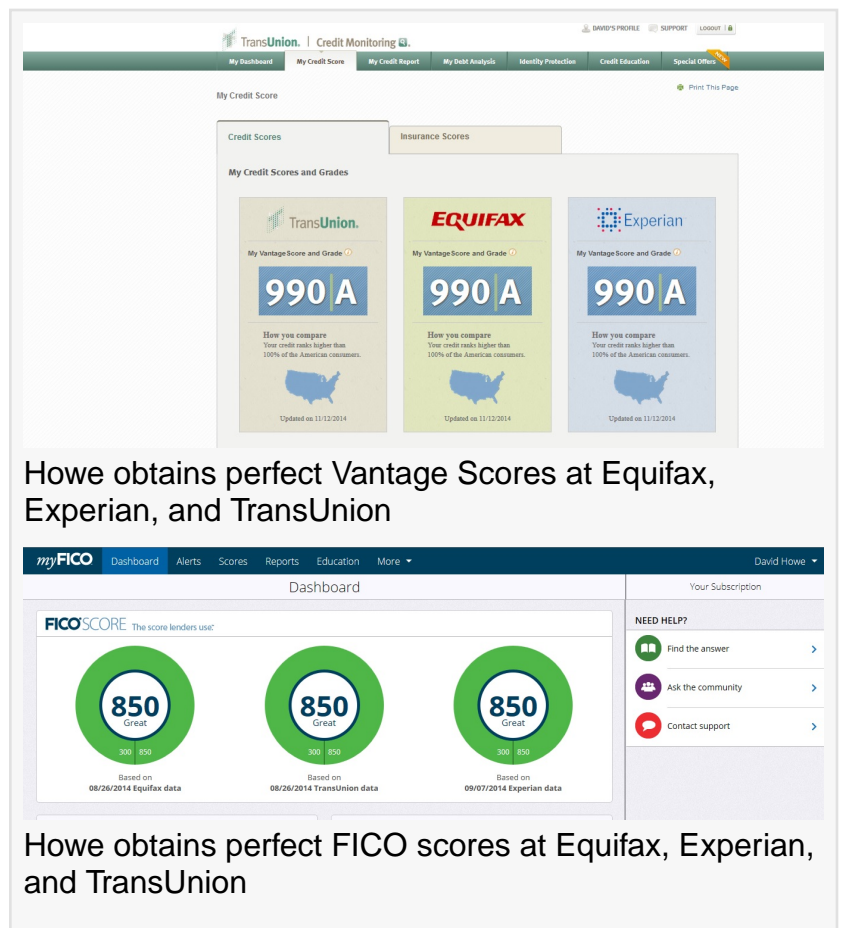 DAVID'S PROFILE SUPPORT LOGOUT
TransUnion. | Credit Monitoring
My Dashboard My Credit Score My Credit Report My Debt Analysis Identity Protection Credit Education Special Offers NEW
Print This Page
My Credit Score
Credit Scores Insurance Scores
My Credit Scores and Grades
TransUnion.
My VantageScore and Grade
990 A
How you compare
Your credit ranks higher than
100% of the American consumers.
Updated on 11/12/2014
EQUIFAX
My VantageScore and Grade
990 A
How you compare
Your credit ranks higher than
100% of the American consumers.
Updated on 11/12/2014
Experian
My VantageScore and Grade
990 A
How you compare
Your credit ranks higher than
100% of the American consumers.
Updated on 11/12/2014
Howe obtains perfect Vantage Scores at Equifax,
Experian, and TransUnion
myFICO Dashboard Alerts Scores Reports Education More David Howe
Dashboard
Your Subscription
FICO® SCORE The score lenders use.®
850
Great
300 850
Based on
08/26/2014 Equifax data
850
Great
300 850
Based on
08/26/2014 TransUnion data
850
Great
300 850
Based on
09/07/2014 Experian data
NEED HELP?
Find the answer
Ask the community
Contact support
Howe obtains perfect FICO scores at Equifax, Experian,
and TransUnion